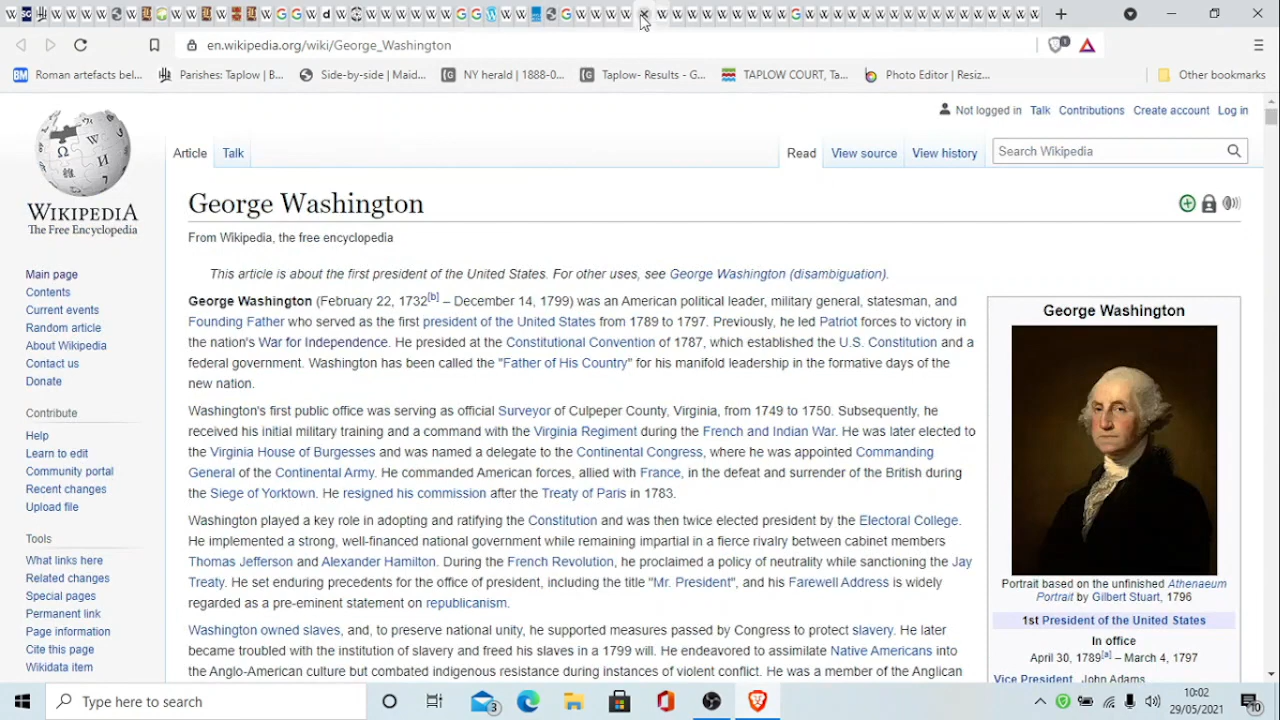 en.wikipedia.org/wiki/George_Washington
1
BM Roman artefacts bel... Parishes: Taplow | B... Side-by-side | Maid... NY herald | 1888-0... Taplow- Results - G... TAPLOW COURT, Ta... Photo Editor | Resiz... Other bookmarks
Not logged in Talk Contributions Create account Log in
Article Talk Read View source View history Search Wikipedia
WIKIPEDIA
The Free Encyclopedia
Main page
Contents
Current events
Random article
About Wikipedia
Contact us
Donate
Contribute
Help
Learn to edit
Community portal
Recent changes
Upload file
Tools
What links here
Related changes
Special pages
Permanent link
Page information
Cite this page
Wikidata item
George Washington
From Wikipedia, the free encyclopedia
This article is about the first president of the United States. For other uses, see George Washington (disambiguation).
George Washington (February 22, 1732[b] – December 14, 1799) was an American political leader, military general, statesman, and
Founding Father who served as the first president of the United States from 1789 to 1797. Previously, he led Patriot forces to victory in
the nation's War for Independence. He presided at the Constitutional Convention of 1787, which established the U.S. Constitution and a
federal government. Washington has been called the "Father of His Country" for his manifold leadership in the formative days of the
new nation.
Washington's first public office was serving as official Surveyor of Culpeper County, Virginia, from 1749 to 1750. Subsequently, he
received his initial military training and a command with the Virginia Regiment during the French and Indian War. He was later elected to
the Virginia House of Burgesses and was named a delegate to the Continental Congress, where he was appointed Commanding
General of the Continental Army. He commanded American forces, allied with France, in the defeat and surrender of the British during
the Siege of Yorktown. He resigned his commission after the Treaty of Paris in 1783.
Washington played a key role in adopting and ratifying the Constitution and was then twice elected president by the Electoral College.
He implemented a strong, well-financed national government while remaining impartial in a fierce rivalry between cabinet members
Thomas Jefferson and Alexander Hamilton. During the French Revolution, he proclaimed a policy of neutrality while sanctioning the Jay
Treaty. He set enduring precedents for the office of president, including the title "Mr. President", and his Farewell Address is widely
regarded as a pre-eminent statement on republicanism.
Washington owned slaves, and, to preserve national unity, he supported measures passed by Congress to protect slavery. He later
became troubled with the institution of slavery and freed his slaves in a 1799 will. He endeavored to assimilate Native Americans into
the Anglo-American culture but combated indigenous resistance during instances of violent conflict. He was a member of the Anglican
George Washington
Portrait based on the unfinished Athenaeum
Portrait by Gilbert Stuart, 1796
1st President of the United States
In office
April 30, 1789[a] – March 4, 1797
Vice President John Adams
Type here to search
3
10:02
29/05/2021
10